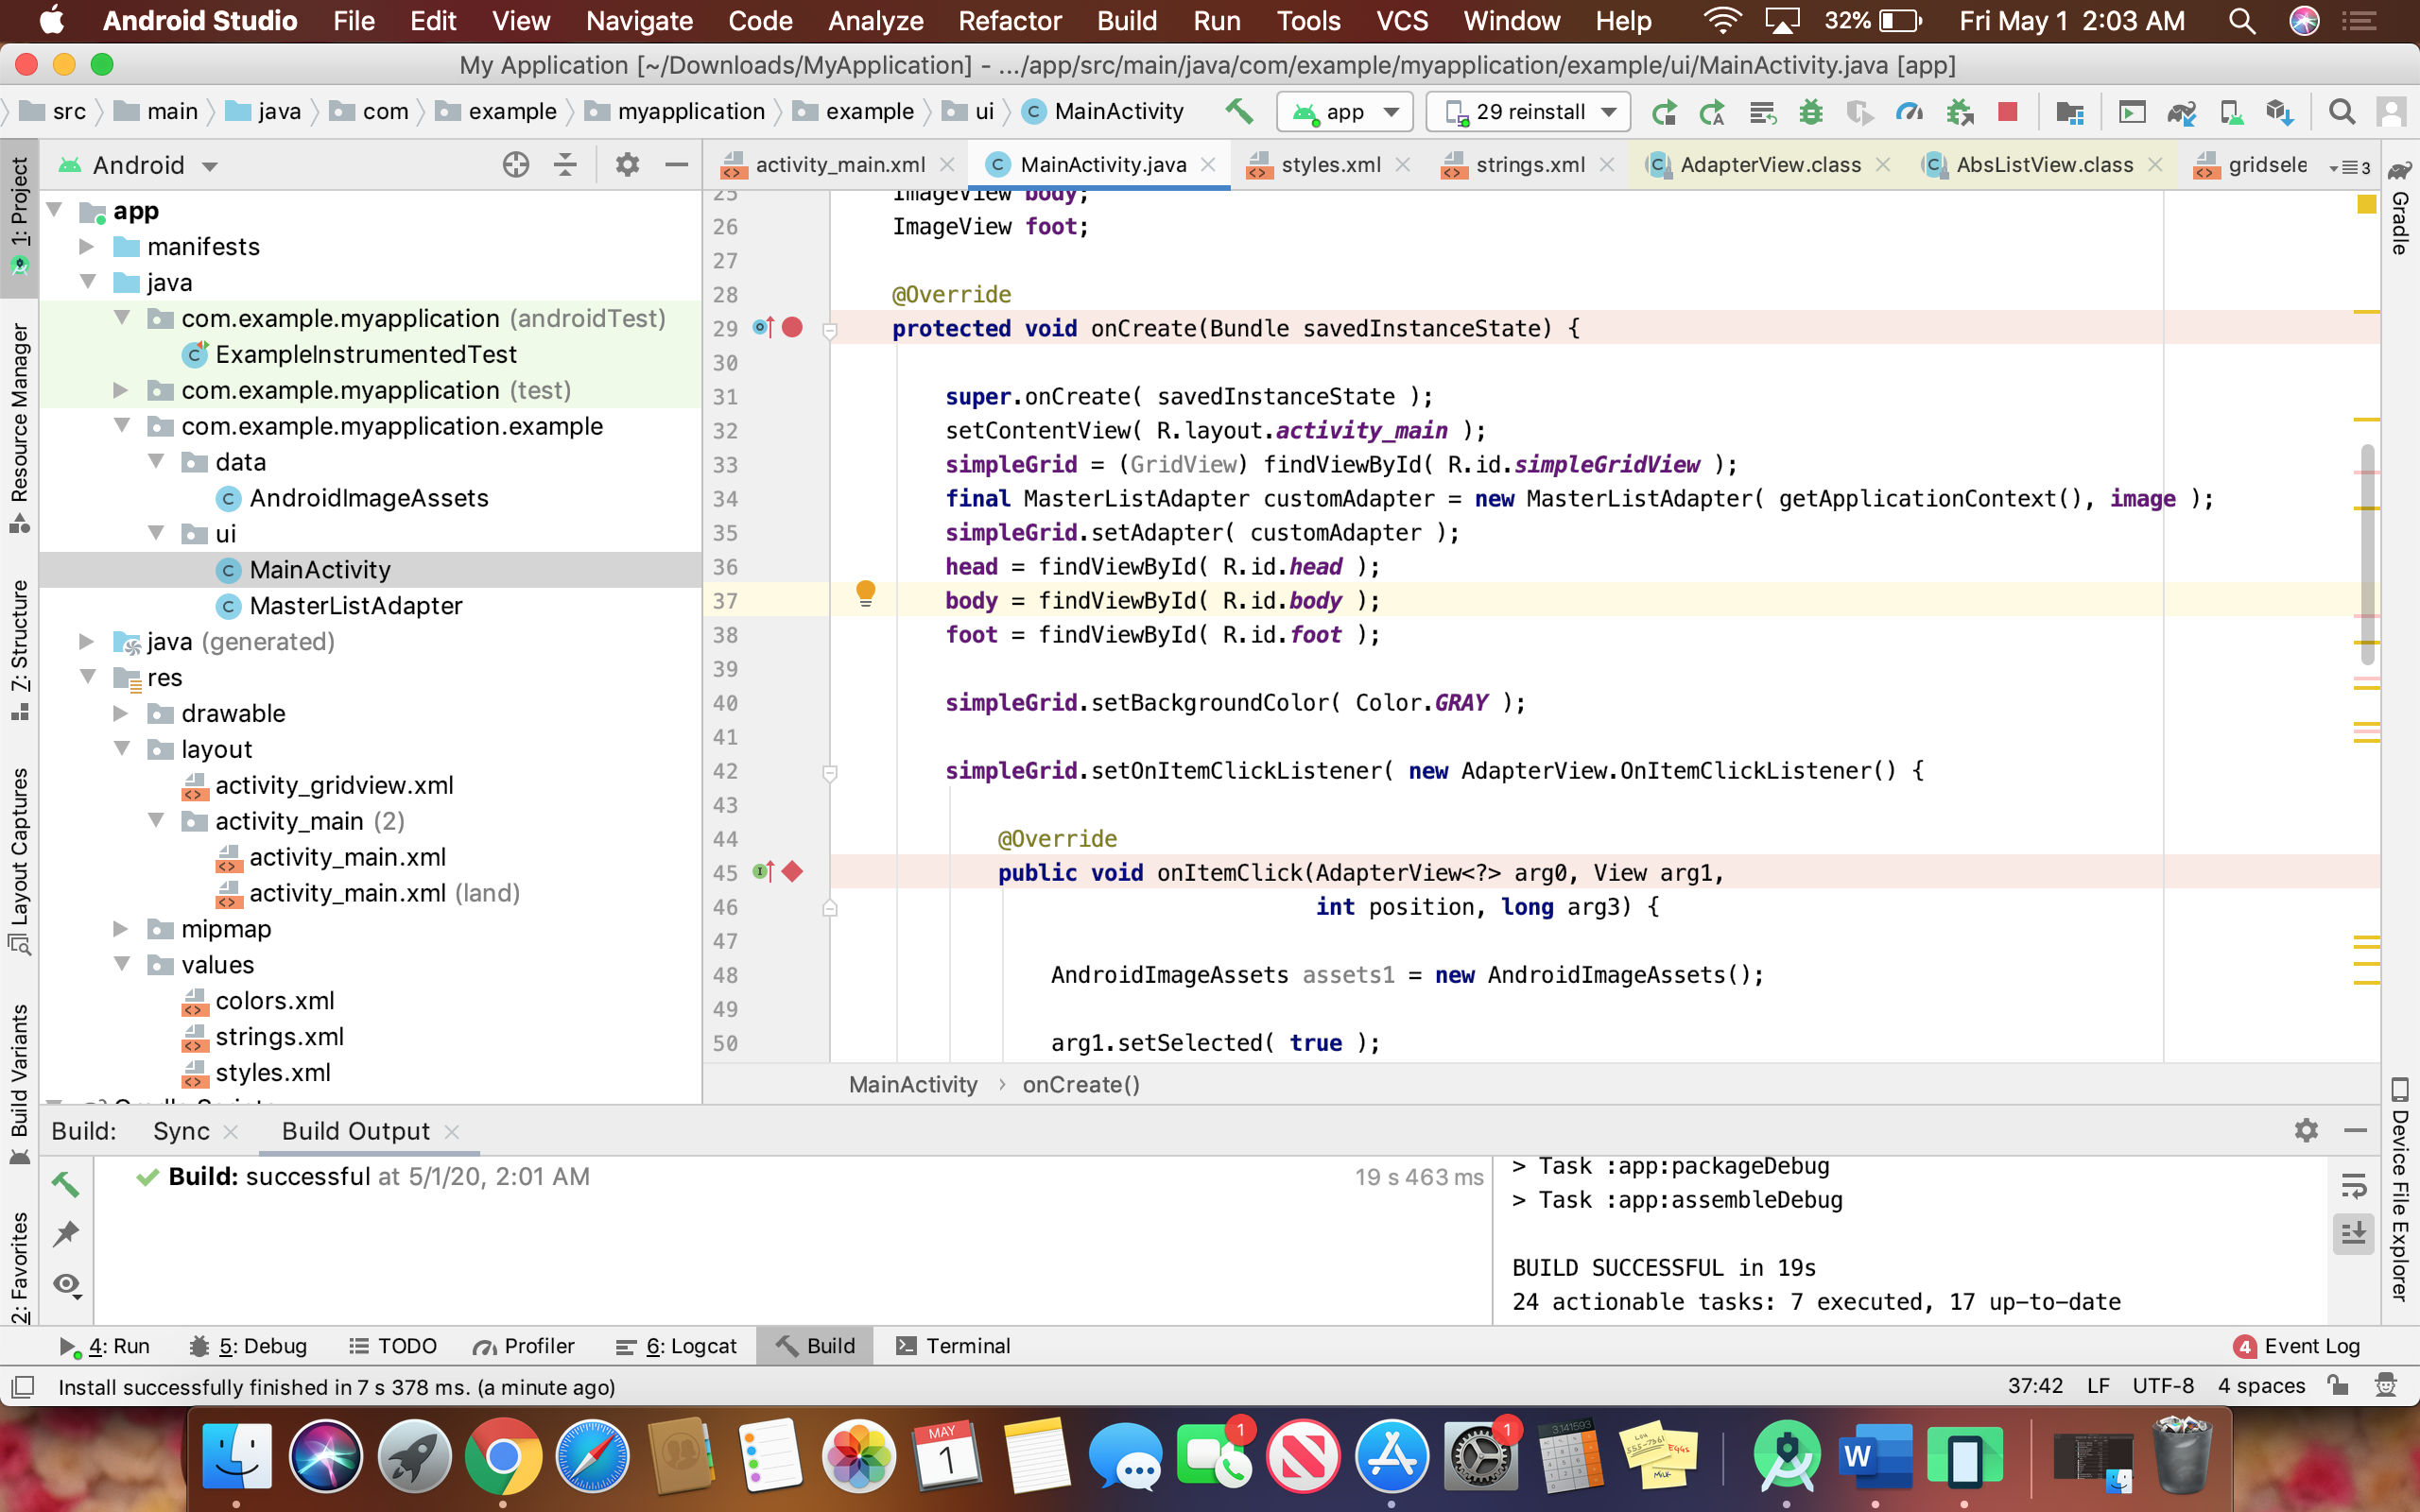 Android Studio File Edit View Navigate Code Analyze Refactor Build Run Tools VCS Window Help 32% Fri May 1 2:03 AM
My Application [~/Downloads/MyApplication] - .../app/src/main/java/com/example/myapplication/example/ui/MainActivity.java [app]
src main java com example myapplication example ui MainActivity app 29 reinstall
Android activity_main.xml MainActivity.java styles.xml strings.xml AdapterView.class AbsListView.class gridsele 3
1: Project
Resource Manager
Z: Structure
Layout Captures
Build Variants
2: Favorites
app
manifests
java
com.example.myapplication (androidTest)
ExampleInstrumentedTest
com.example.myapplication (test)
com.example.myapplication.example
data
AndroidImageAssets
ui
MainActivity
MasterListAdapter
java (generated)
res
drawable
layout
activity_gridview.xml
activity_main (2)
activity_main.xml
activity_main.xml (land)
mipmap
values
colors.xml
strings.xml
styles.xml
25 ImageView body;
26 ImageView foot;
27
28 @Override
29 protected void onCreate(Bundle savedInstanceState) {
30
31 super.onCreate( savedInstanceState );
32 setContentView( R.layout.activity_main );
33 simpleGrid = (GridView) findViewById( R.id.simpleGridView );
34 final MasterListAdapter customAdapter = new MasterListAdapter( getApplicationContext(), image );
35 simpleGrid.setAdapter( customAdapter );
36 head = findViewById( R.id.head );
37 body = findViewById( R.id.body );
38 foot = findViewById( R.id.foot );
39
40 simpleGrid.setBackgroundColor( Color.GRAY );
41
42 simpleGrid.setOnItemClickListener( new AdapterView.OnItemClickListener() {
43
44 @Override
45 public void onItemClick(AdapterView<?> arg0, View arg1,
46 int position, long arg3) {
47
48 AndroidImageAssets assets1 = new AndroidImageAssets();
49
50 arg1.setSelected( true );
MainActivity › onCreate()
Gradle
Device File Explorer
Build: Sync Build Output
Build: successful at 5/1/20, 2:01 AM 19 s 463 ms
> Task :app:packageDebug
> Task :app:assembleDebug
BUILD SUCCESSFUL in 19s
24 actionable tasks: 7 executed, 17 up-to-date
4: Run 5: Debug TODO Profiler 6: Logcat Build Terminal 4 Event Log
Install successfully finished in 7 s 378 ms. (a minute ago) 37:42 LF UTF-8 4 spaces
MAY
1
1
1
W